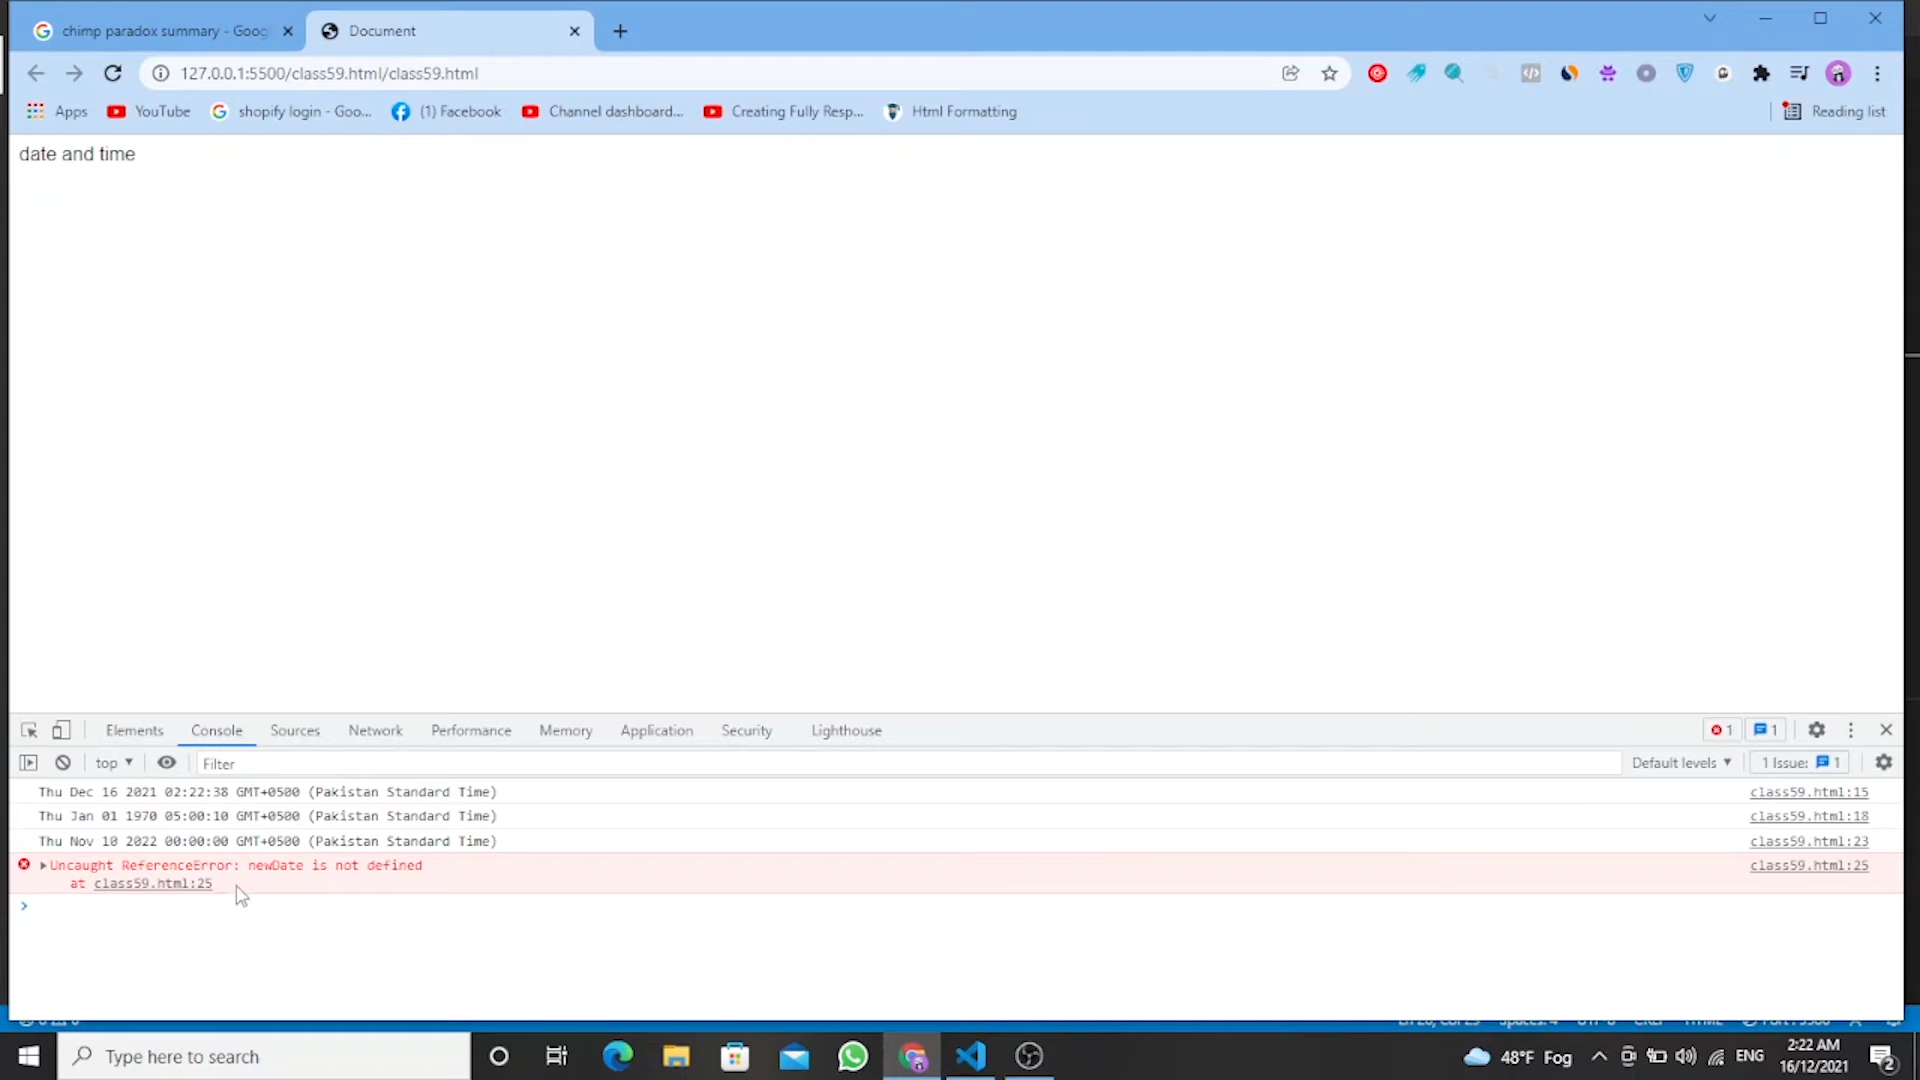 chimp paradox summary - Goog
Document
127.0.0.1:5500/class59.html/class59.html
Apps
YouTube
shopify login - Goo...
(1) Facebook
Channel dashboard...
Creating Fully Resp...
Html Formatting
Reading list
date and time
Elements
Console
Sources
Network
Performance
Memory
Application
Security
Lighthouse
1
1
top
Filter
Default levels
1 Issue: 1
Thu Dec 16 2021 02:22:38 GMT+0500 (Pakistan Standard Time) class59.html:15
Thu Jan 01 1970 05:00:10 GMT+0500 (Pakistan Standard Time) class59.html:18
Thu Nov 10 2022 00:00:00 GMT+0500 (Pakistan Standard Time) class59.html:23
Uncaught ReferenceError: newDate is not defined class59.html:25
at class59.html:25
Type here to search
48°F Fog
ENG
2:22 AM
16/12/2021
2